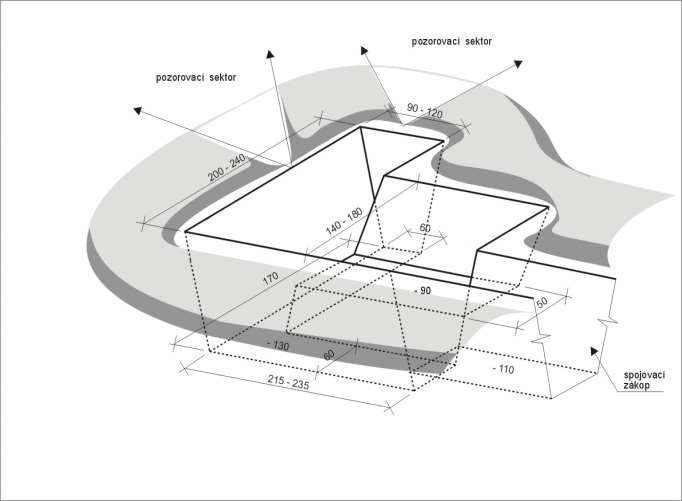 pozorovací sektor
pozorovací sektor
90 - 120
200 - 240
140 - 180
60
170
- 90
50
- 130
60
- 110
215 - 235
spojovací
zákop